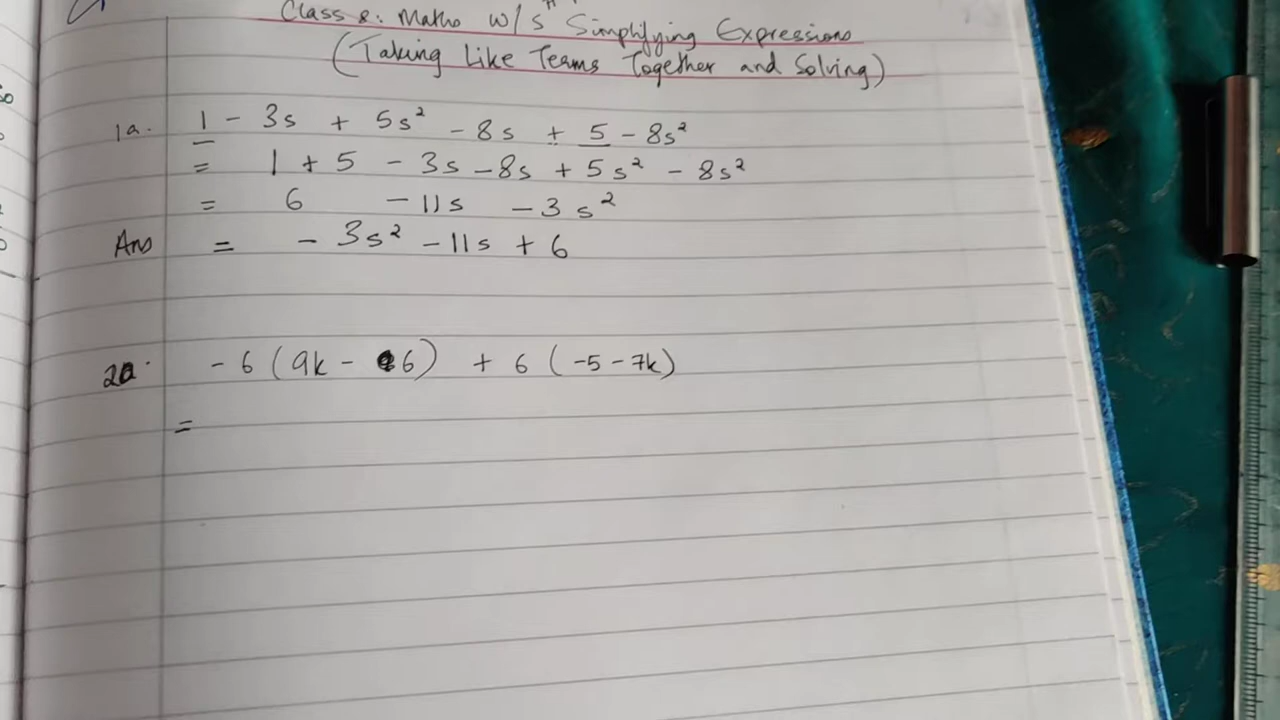 Class 8. Maths w/s Simplifying Expressions
(Taking Like Terms Together and Solving)
1a. 1 - 3s + 5s² - 8s + 5 - 8s²
= 1 + 5 - 3s - 8s + 5s² - 8s²
= 6 - 11s - 3s²
Ans = - 3s² - 11s + 6
2a. - 6 (9k - 6) + 6 (-5 - 7k)
=